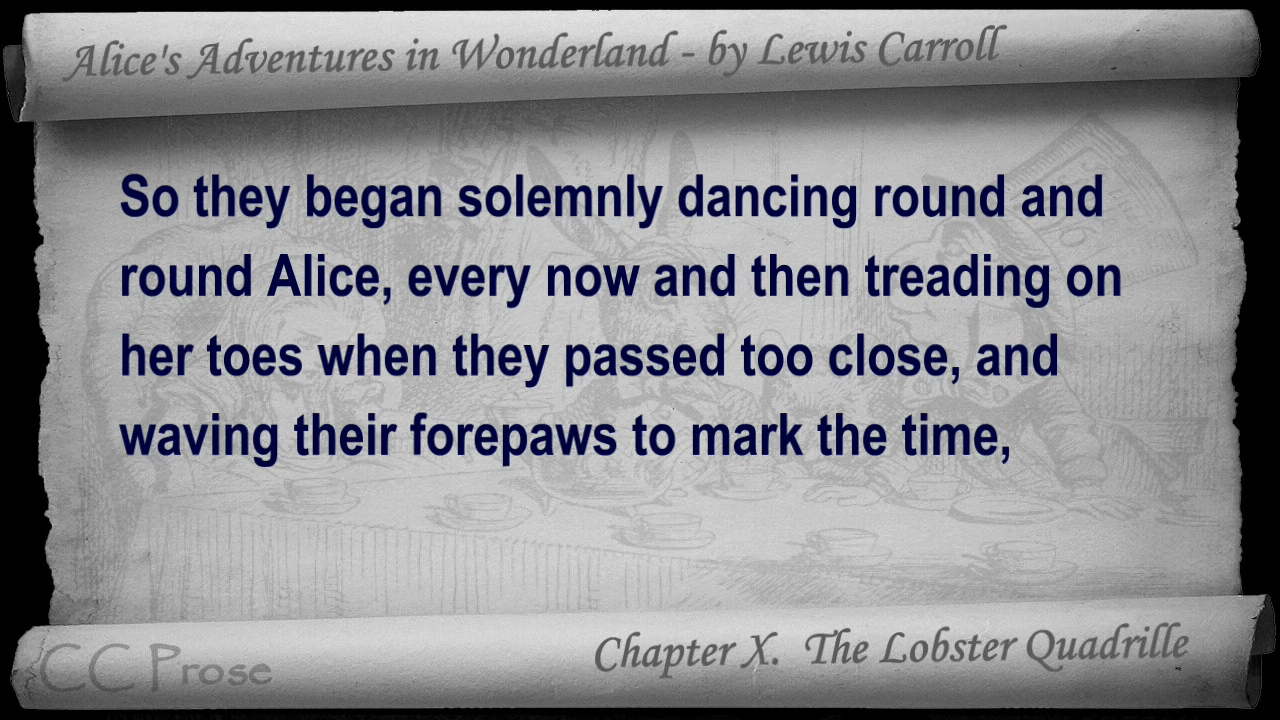 Alice's Adventures in Wonderland - by Lewis Carroll
So they began solemnly dancing round and
round Alice, every now and then treading on
her toes when they passed too close, and
waving their forepaws to mark the time,
Chapter X. The Lobster Quadrille
CC Prose